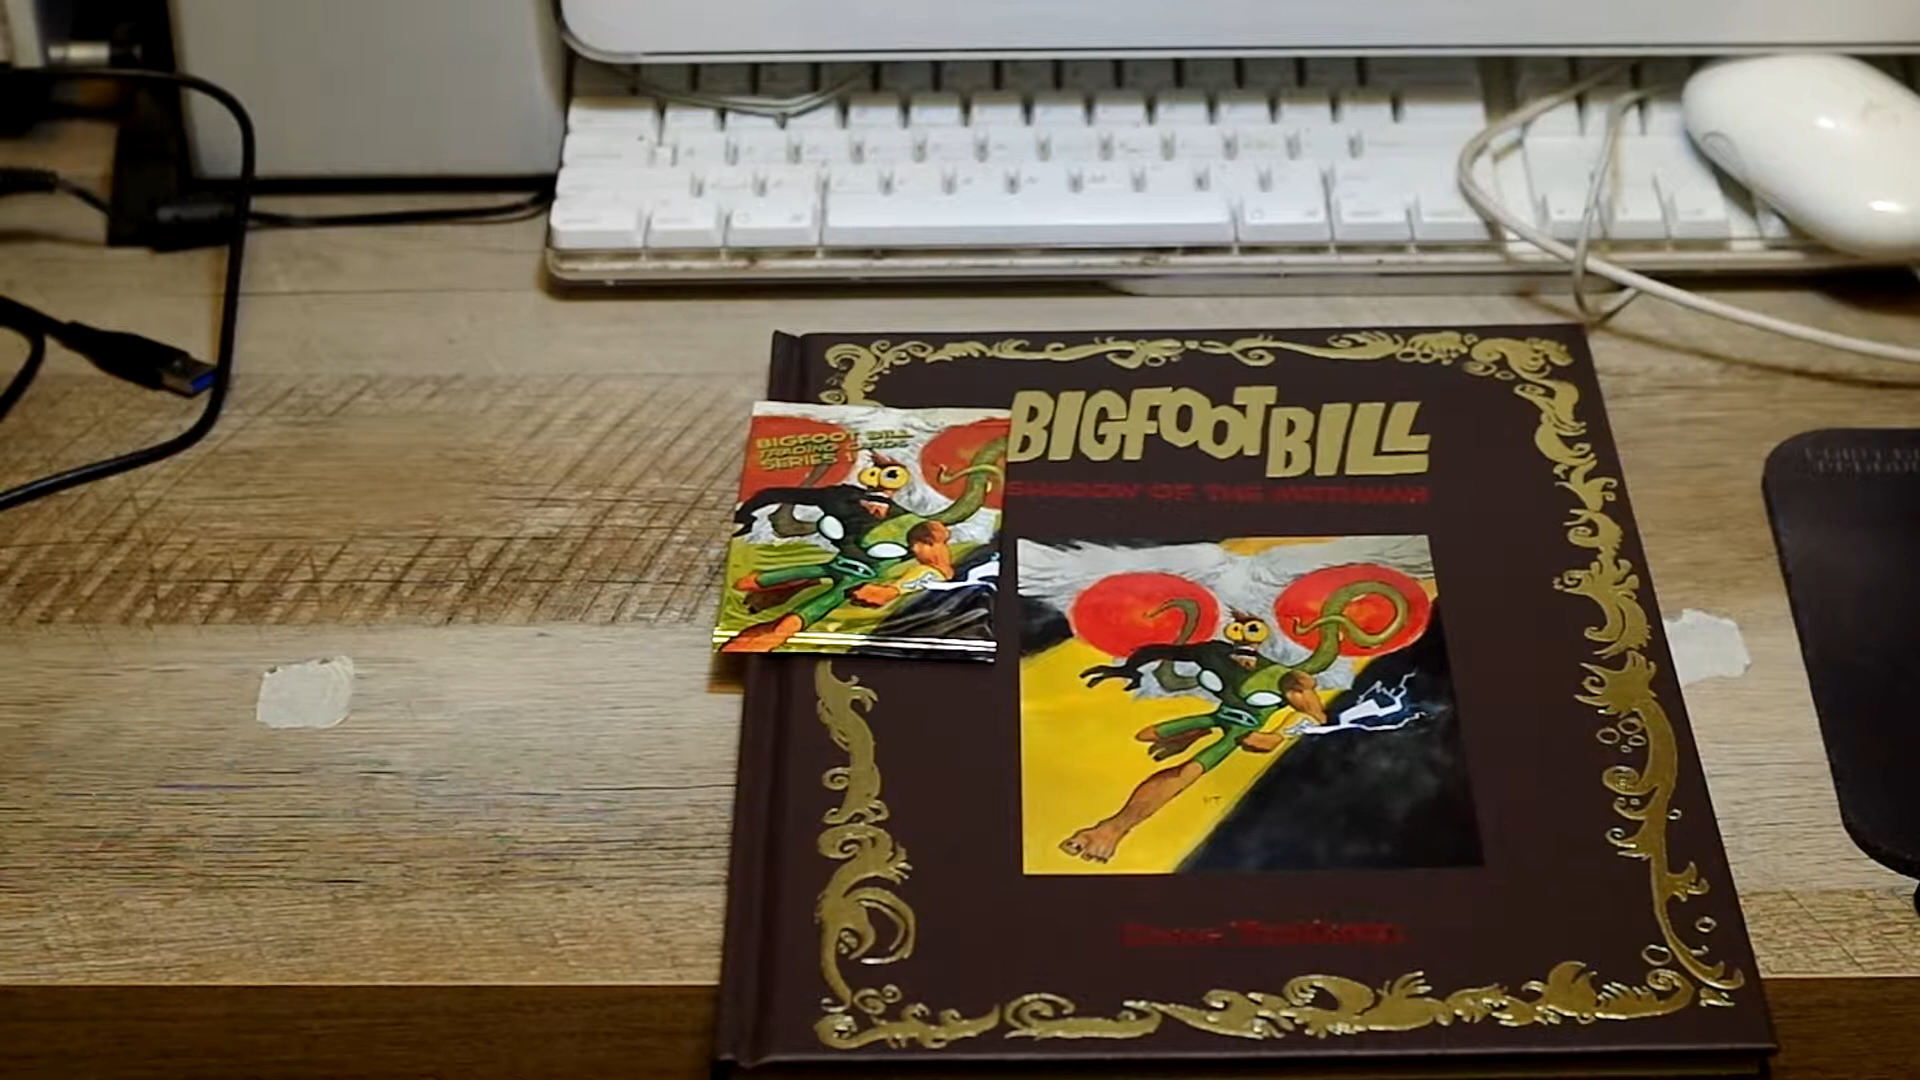 BIGFOOT BILL
TRADING CARDS
SERIES 1
BIGFOOT BILL
SHADOW OF THE MOTHMAN